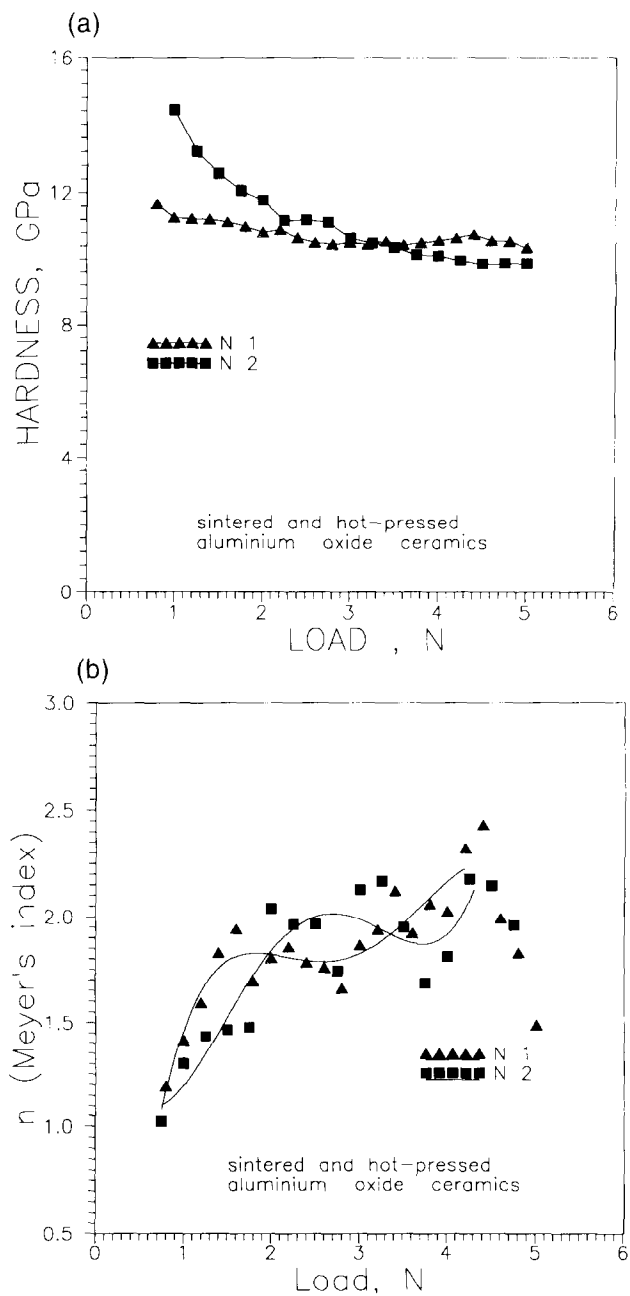 (a)
16
12
8
4
0
HARDNESS, GPa
N 1
N 2
sintered and hot-pressed
aluminium oxide ceramics
0 1 2 3 4 5 6
LOAD , N
(b)
3.0
2.5
2.0
1.5
1.0
0.5
n (Meyer's index)
N 1
N 2
sintered and hot-pressed
aluminium oxide ceramics
0 1 2 3 4 5 6
Load, N